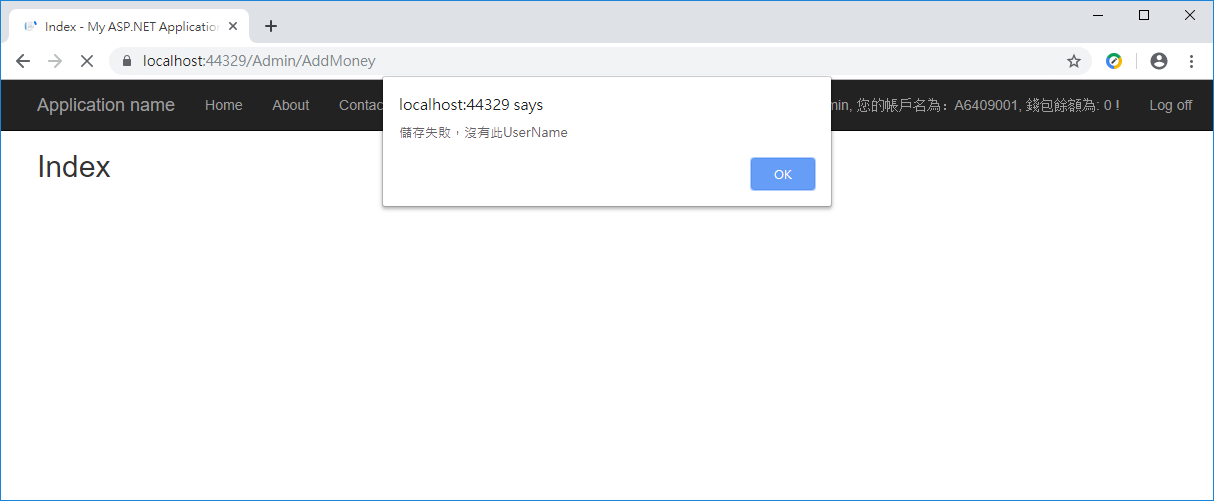 Index - My ASP.NET Application
localhost:44329/Admin/AddMoney
localhost:44329 says
儲存失敗，沒有此UserName
OK
Application name Home About Contac min, 您的帳戶名為：A6409001, 錢包餘額為: 0 ! Log off
Index